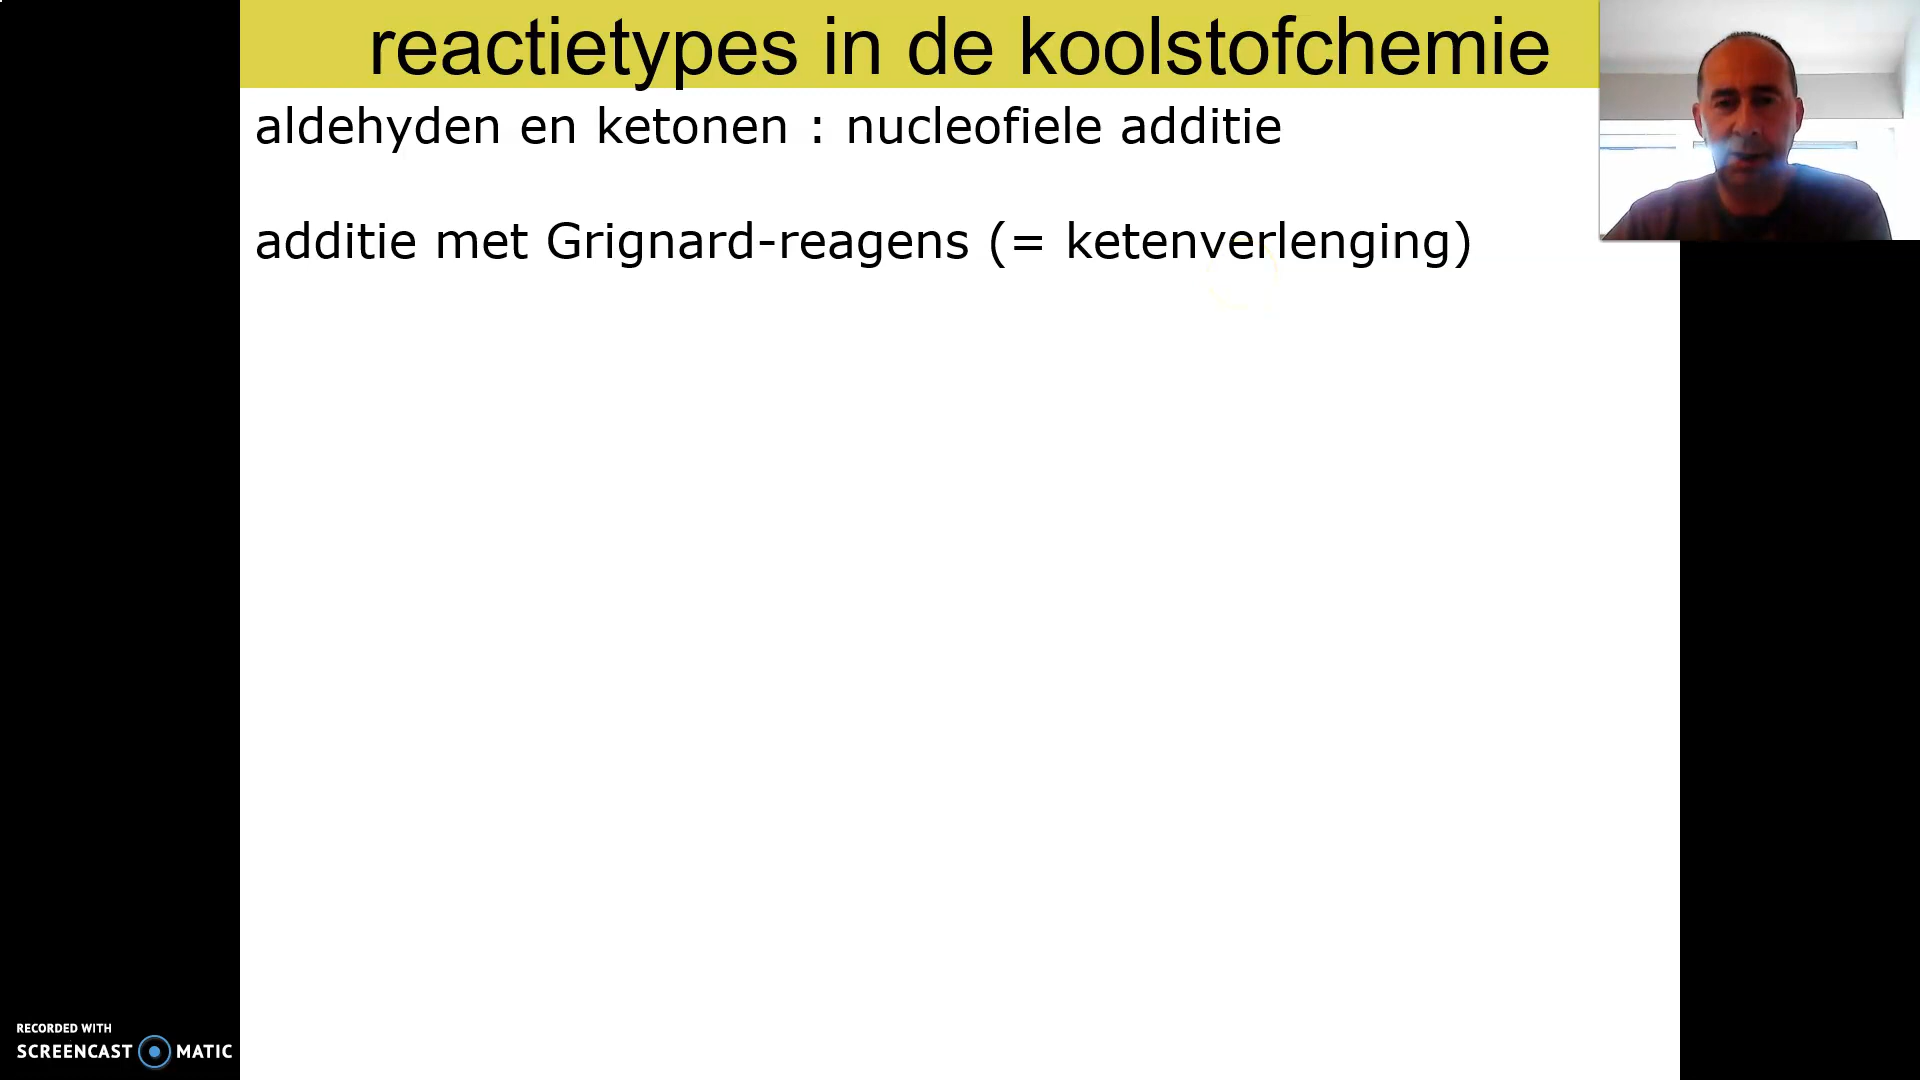 reactietypes in de koolstofchemie
aldehyden en ketonen : nucleofiele additie
additie met Grignard-reagens (= ketenverlenging)
RECORDED WITH
SCREENCAST MATIC